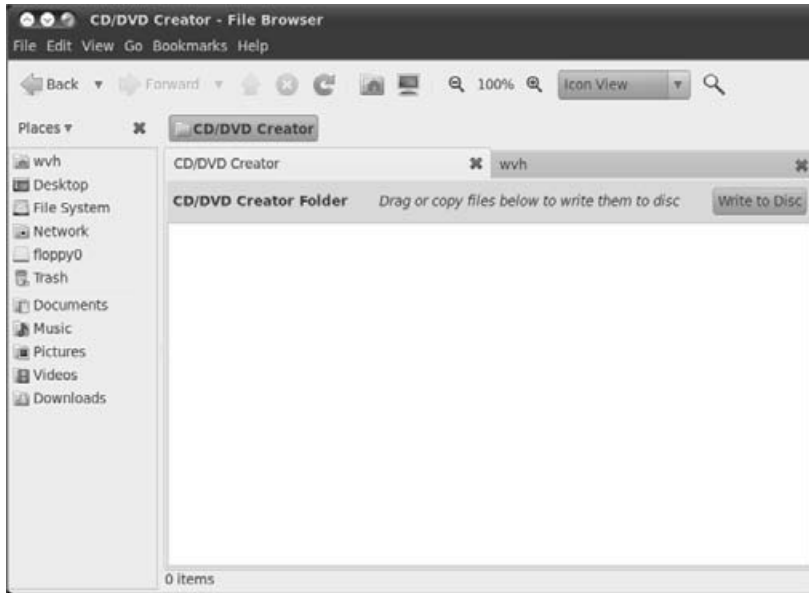 CD/DVD Creator - File Browser
File Edit View Go Bookmarks Help
Back Forward 100% Icon View
Places CD/DVD Creator
CD/DVD Creator wvh
CD/DVD Creator Folder Drag or copy files below to write them to disc Write to Disc
wvh
Desktop
File System
Network
floppy0
Trash
Documents
Music
Pictures
Videos
Downloads
0 items